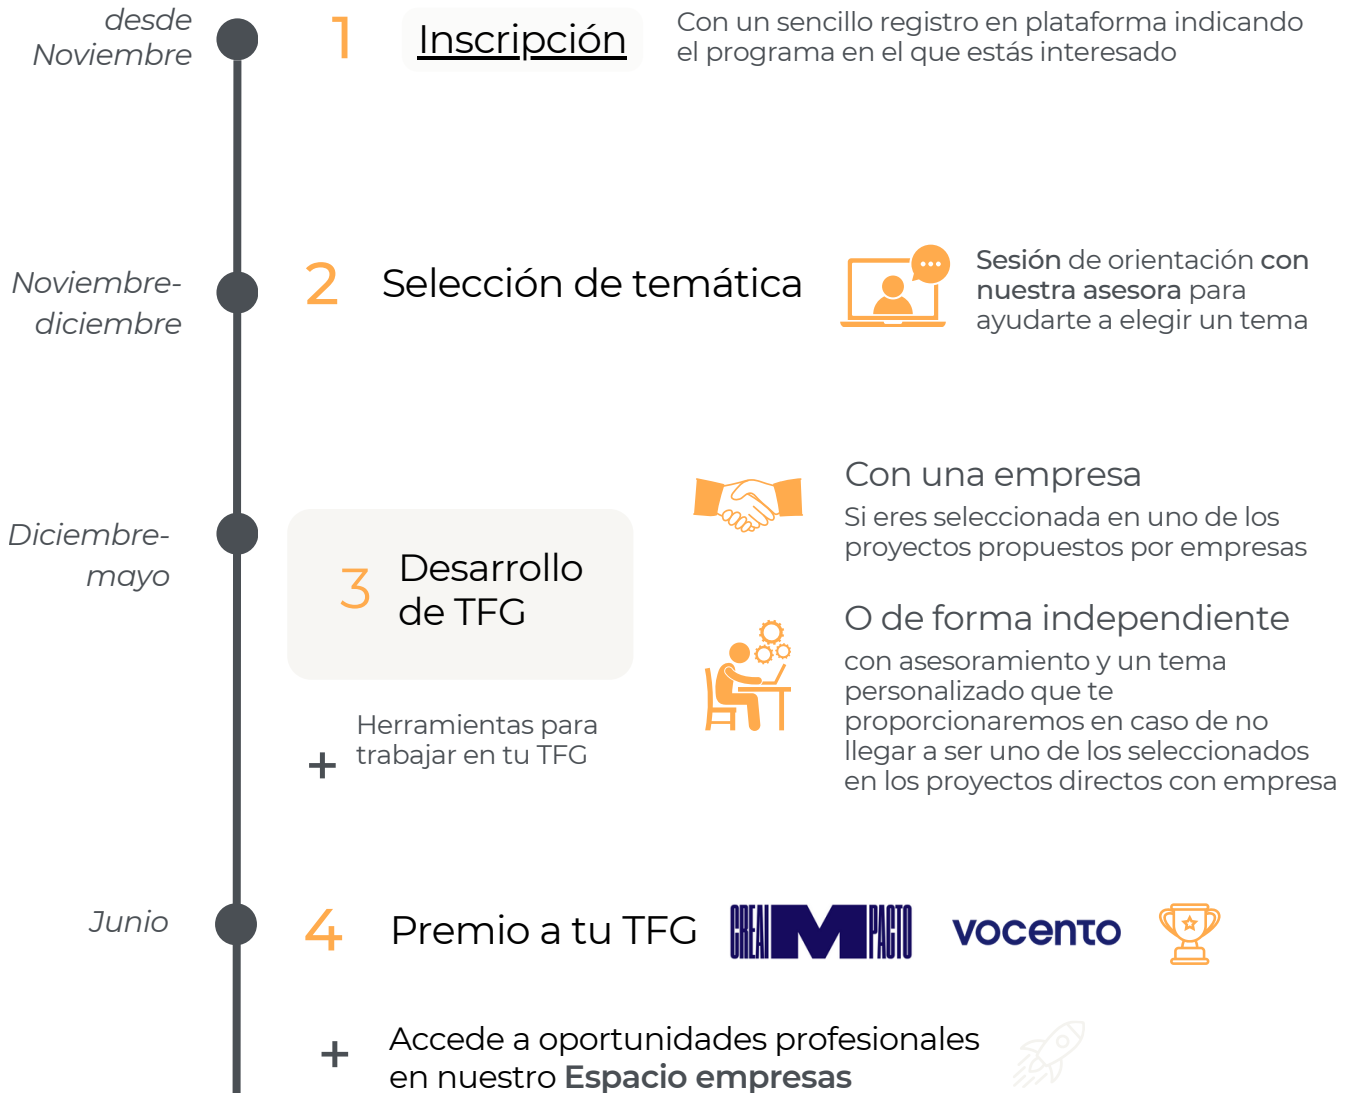 desde
Noviembre
1
Inscripción
Con un sencillo registro en plataforma indicando
el programa en el que estás interesado
Noviembre-
diciembre
2
Selección de temática
Sesión de orientación con
nuestra asesora para
ayudarte a elegir un tema
Diciembre-
mayo
3
Desarrollo
de TFG
+
Herramientas para
trabajar en tu TFG
Con una empresa
Si eres seleccionada en uno de los
proyectos propuestos por empresas
O de forma independiente
con asesoramiento y un tema
personalizado que te
proporcionaremos en caso de no
llegar a ser uno de los seleccionados
en los proyectos directos con empresa
Junio
4
Premio a tu TFG
CREAI M PACTO
vocento
+
Accede a oportunidades profesionales
en nuestro Espacio empresas